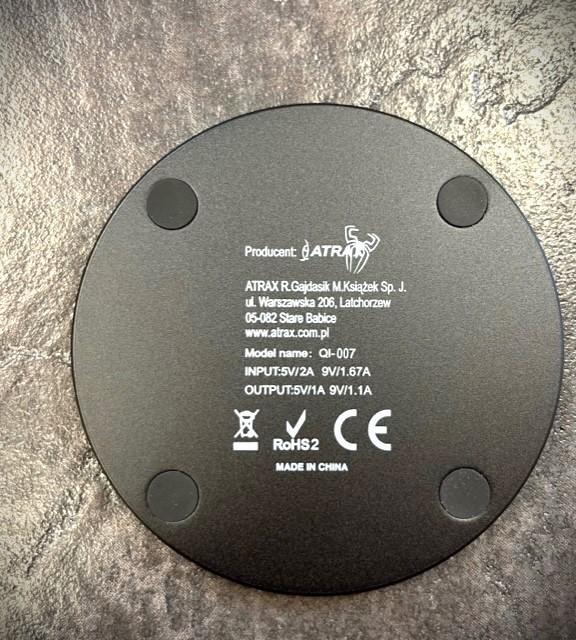 Producent: ATRAX
ATRAX R.Gajdasik M.Książek Sp. J.
ul. Warszawska 206, Latchorzew
05-082 Stare Babice
www.atrax.com.pl
Model name: QI-007
INPUT:5V/2A 9V/1.67A
OUTPUT:5V/1A 9V/1.1A
RoHS2 CE
MADE IN CHINA